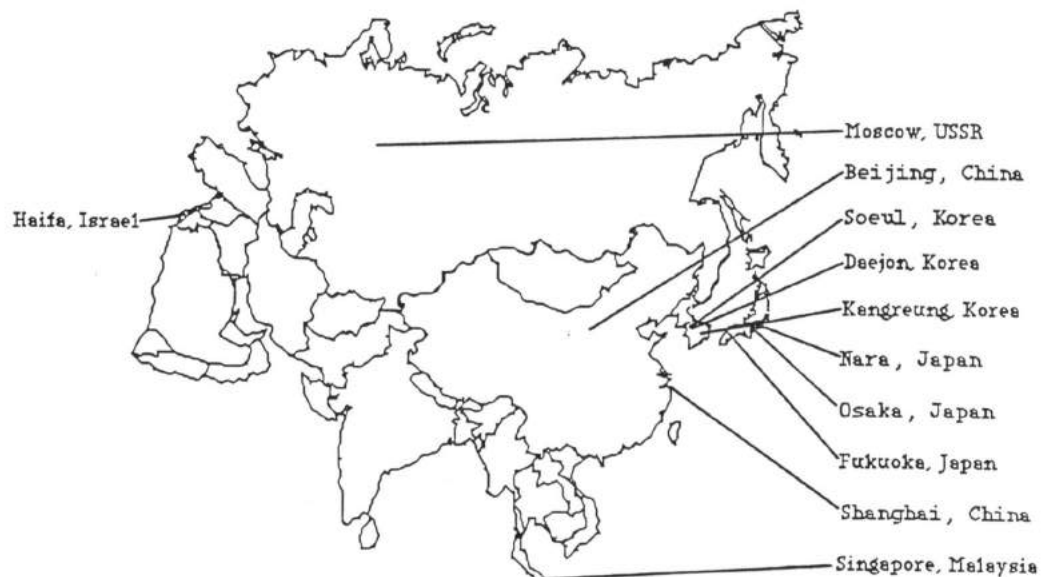 Moscow, USSR
Beijing, China
Haifa, Israel
Soeul, Korea
Daejon, Korea
Kangreung, Korea
Nara, Japan
Osaka, Japan
Fukuoka, Japan
Shanghai, China
Singapore, Malaysia